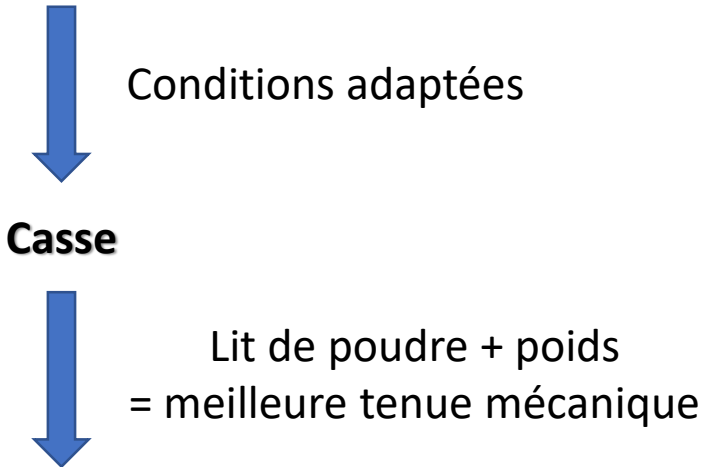 Conditions adaptées
Casse
Lit de poudre + poids
= meilleure tenue mécanique